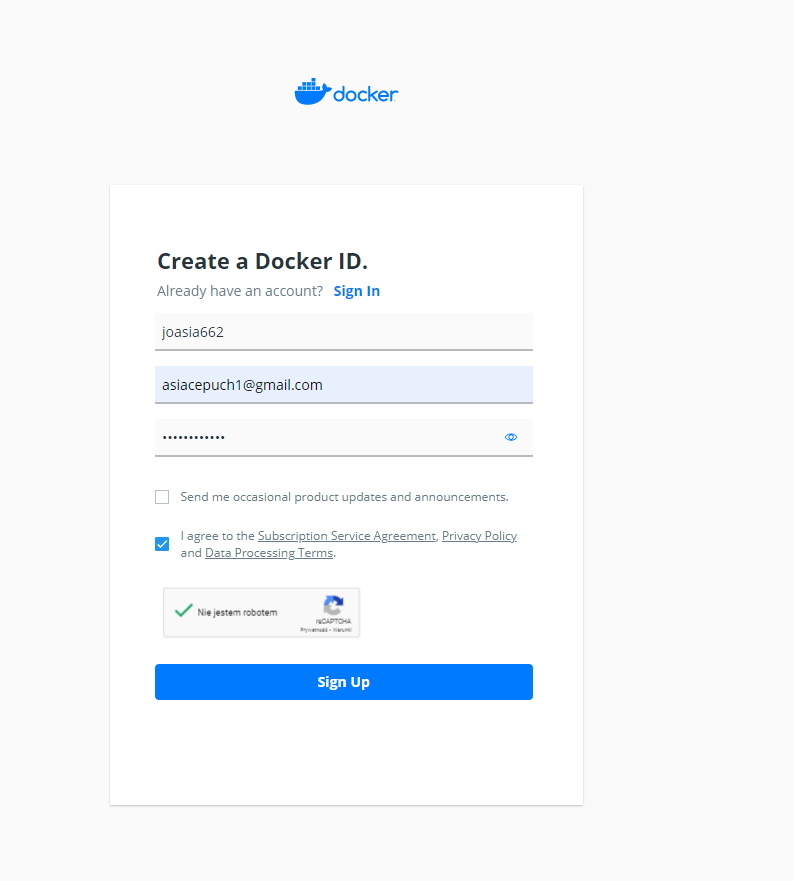 docker
Create a Docker ID.
Already have an account? Sign In
joasia662
asiacepuch1@gmail.com
••••••••••••
Send me occasional product updates and announcements.
I agree to the Subscription Service Agreement, Privacy Policy
and Data Processing Terms.
Nie jestem robotem
reCAPTCHA
Prywatność - Warunki
Sign Up